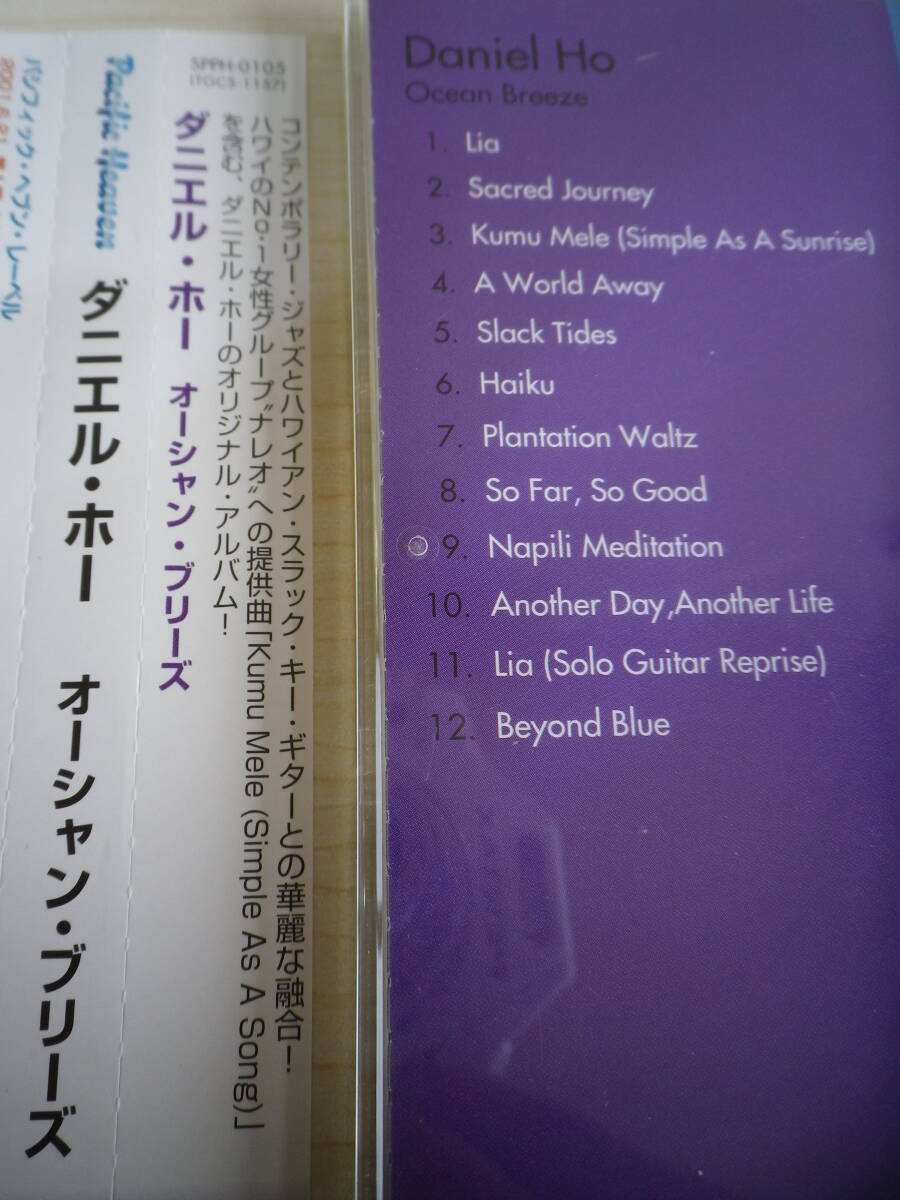 SPPH-0105
(TGCS-1157)
コンテンポラリー・ジャズとハワイアン・スラック・キー・ギターとの華麗な融合!
ハワイのNo.1女性グループ“ナレオ”への提供曲「Kumu Mele (Simple As A Song)」
を含む、ダニエル・ホーのオリジナル・アルバム!
ダニエル・ホー オーシャン・ブリーズ
Pacific Heaven
ダニエル・ホー オーシャン・ブリーズ
パシフィック・ヘブン・レーベル
Daniel Ho
Ocean Breeze
1. Lia
2. Sacred Journey
3. Kumu Mele (Simple As A Sunrise)
4. A World Away
5. Slack Tides
6. Haiku
7. Plantation Waltz
8. So Far, So Good
9. Napili Meditation
10. Another Day,Another Life
11. Lia (Solo Guitar Reprise)
12. Beyond Blue